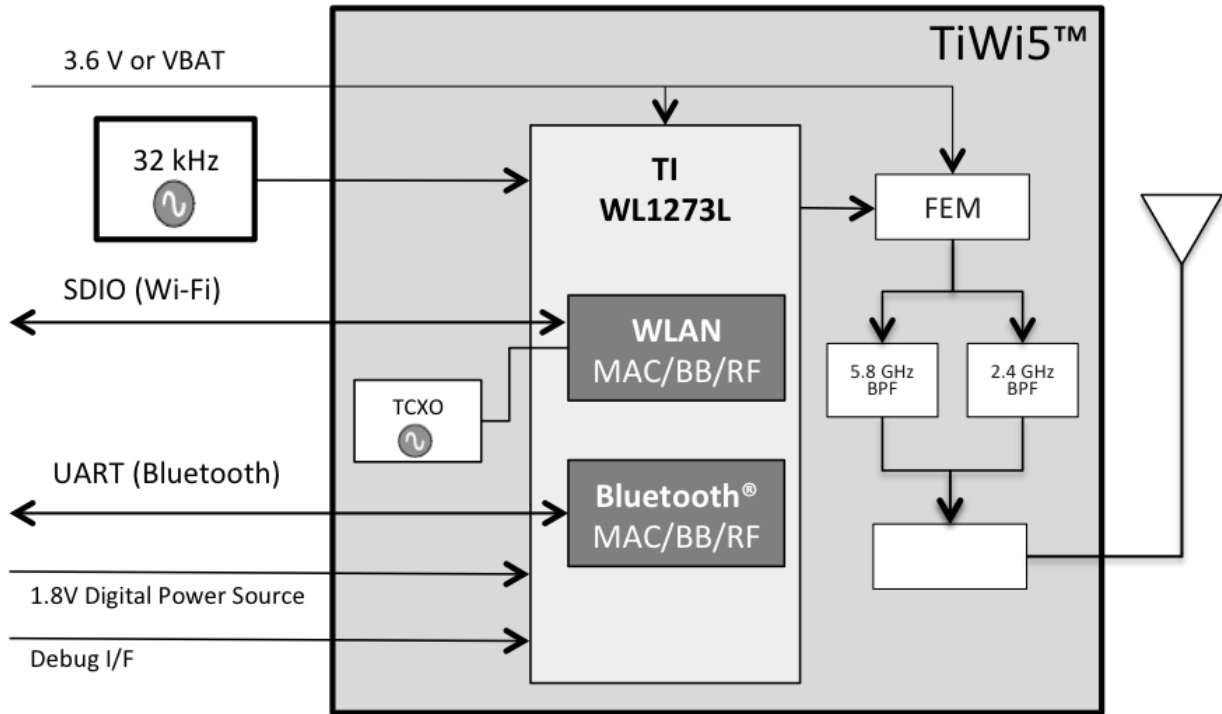 TiWi5™
3.6 V or VBAT
32 kHz
TI
WL1273L
FEM
SDIO (Wi-Fi)
WLAN
MAC/BB/RF
5.8 GHz
BPF
2.4 GHz
BPF
TCXO
UART (Bluetooth)
Bluetooth®
MAC/BB/RF
1.8V Digital Power Source
Debug I/F